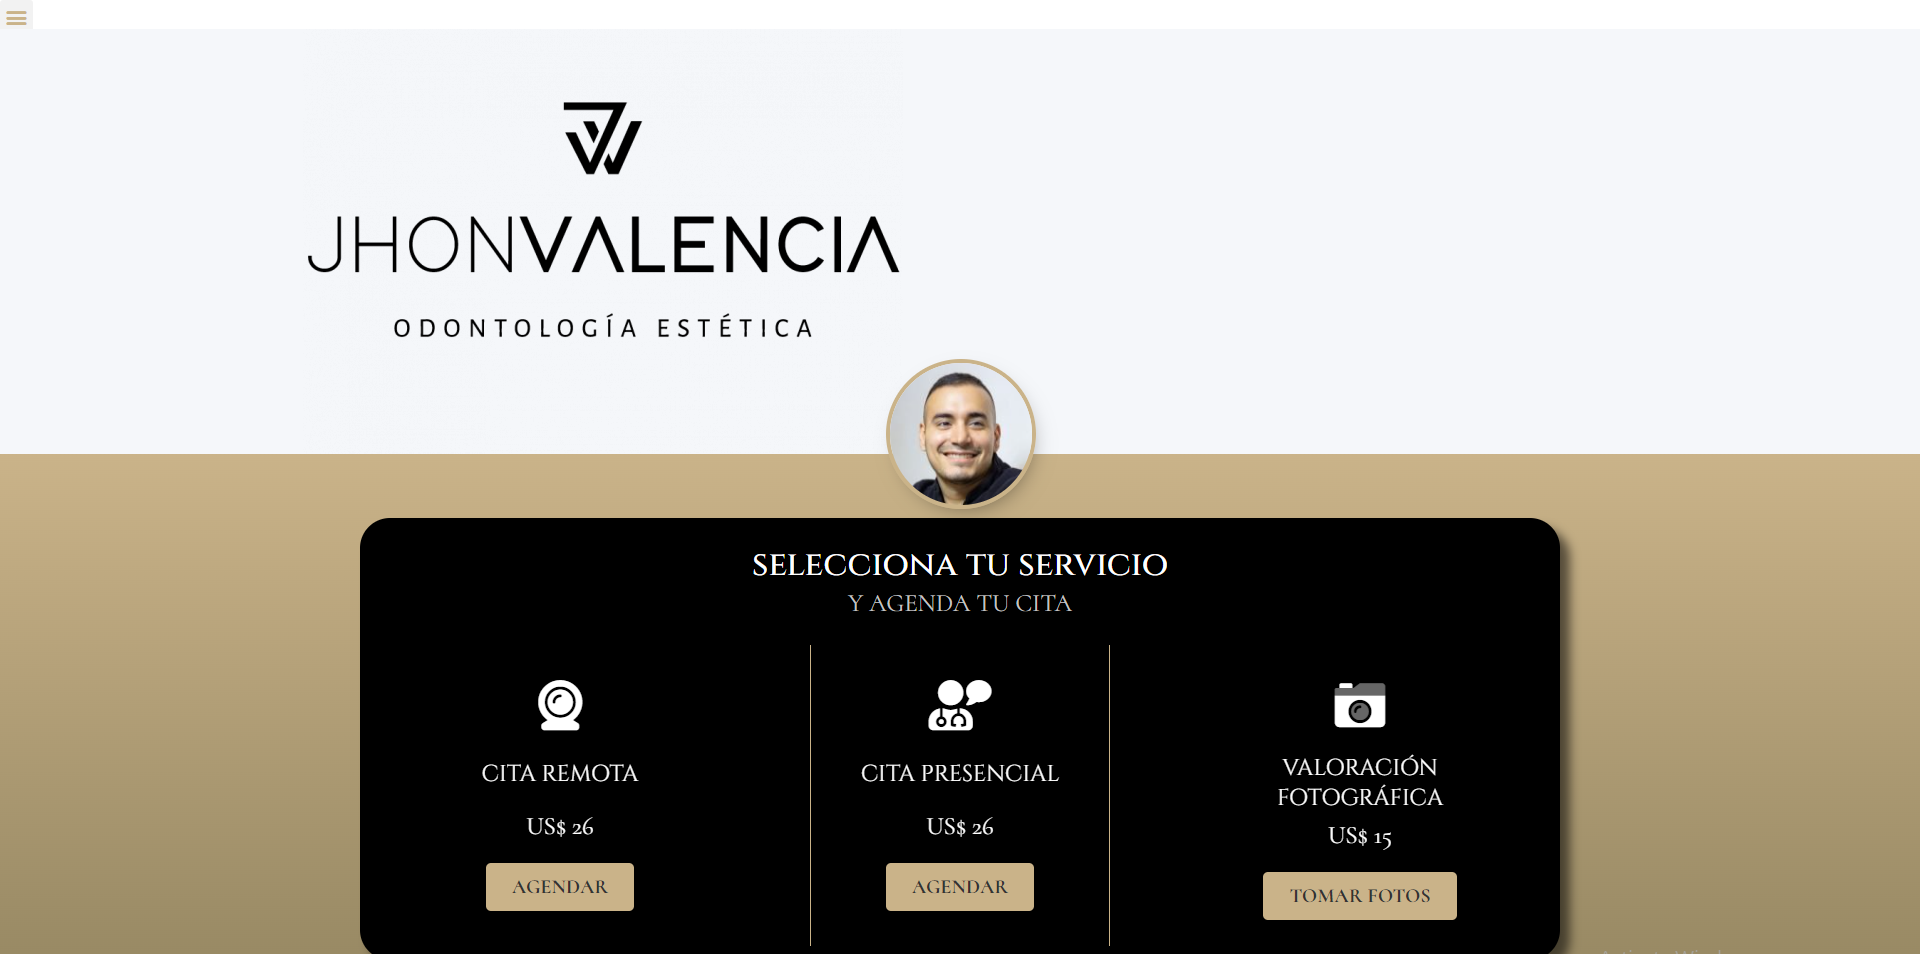 JHONVALENCIA
ODONTOLOGÍA ESTÉTICA
SELECCIONA TU SERVICIO
Y AGENDA TU CITA
CITA REMOTA
US$ 26
AGENDAR
CITA PRESENCIAL
US$ 26
AGENDAR
VALORACIÓN
FOTOGRÁFICA
US$ 15
TOMAR FOTOS